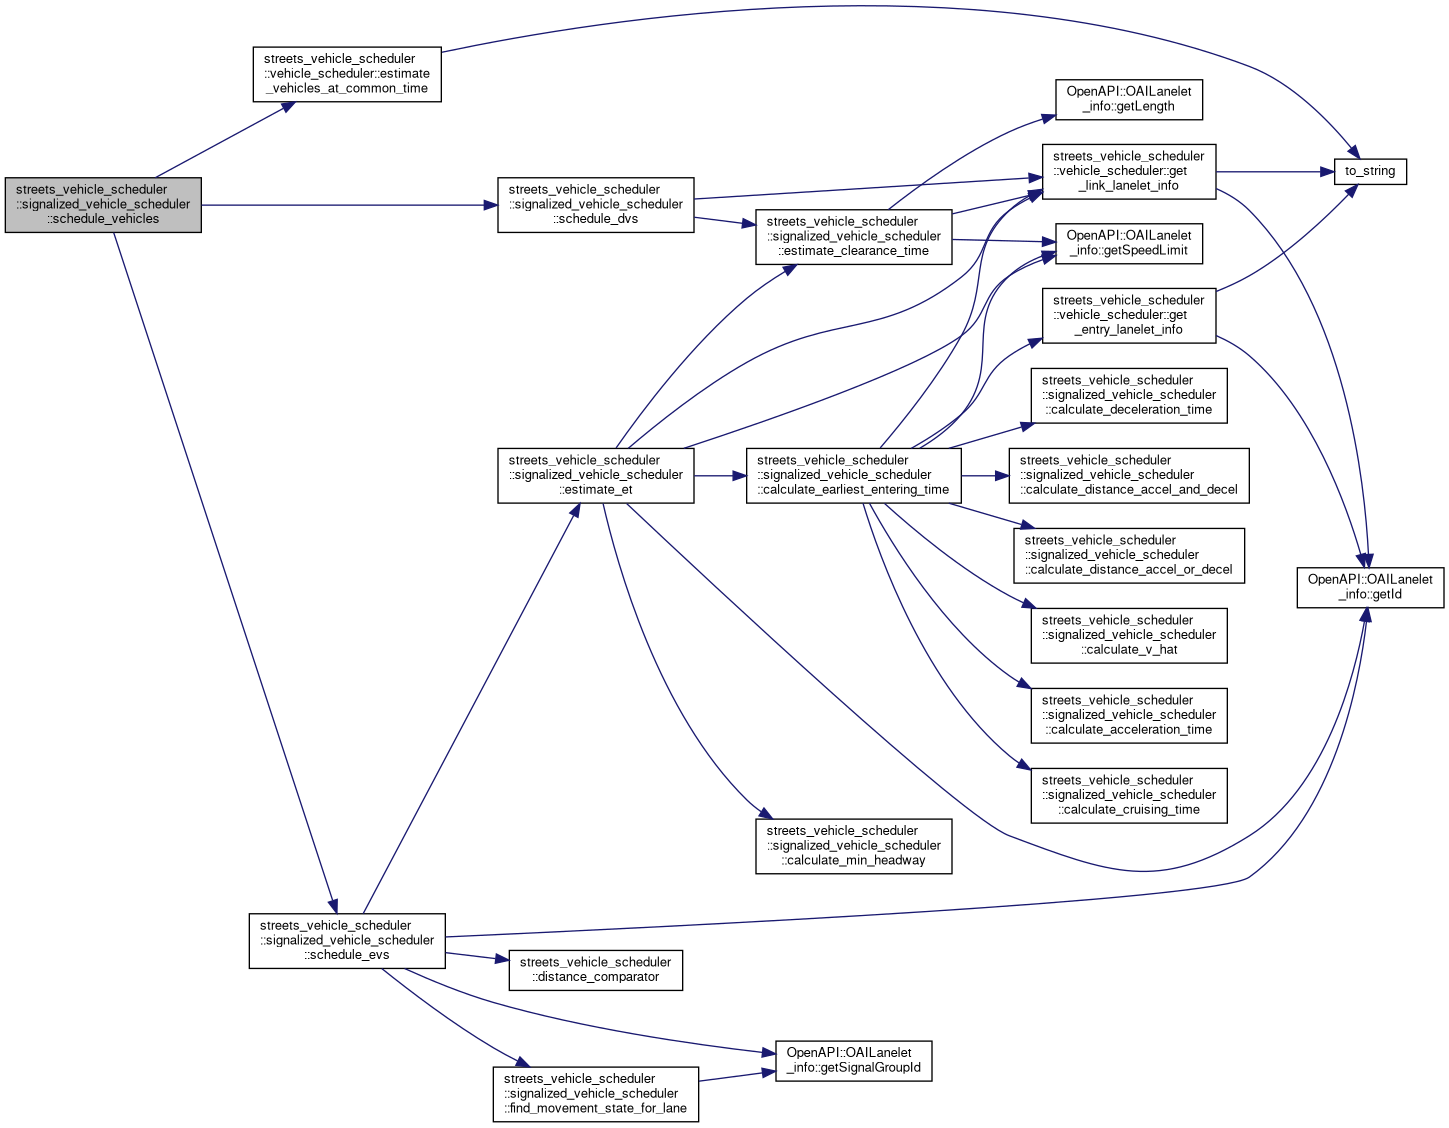 streets_vehicle_scheduler
::vehicle_scheduler::estimate
_vehicles_at_common_time
OpenAPI::OAILanelet
_info::getLength
streets_vehicle_scheduler
::vehicle_scheduler::get
_link_lanelet_info
to_string
streets_vehicle_scheduler
::signalized_vehicle_scheduler
::schedule_vehicles
streets_vehicle_scheduler
::signalized_vehicle_scheduler
::schedule_dvs
streets_vehicle_scheduler
::signalized_vehicle_scheduler
::estimate_clearance_time
OpenAPI::OAILanelet
_info::getSpeedLimit
streets_vehicle_scheduler
::vehicle_scheduler::get
_entry_lanelet_info
streets_vehicle_scheduler
::signalized_vehicle_scheduler
::calculate_deceleration_time
streets_vehicle_scheduler
::signalized_vehicle_scheduler
::estimate_et
streets_vehicle_scheduler
::signalized_vehicle_scheduler
::calculate_earliest_entering_time
streets_vehicle_scheduler
::signalized_vehicle_scheduler
::calculate_distance_accel_and_decel
streets_vehicle_scheduler
::signalized_vehicle_scheduler
::calculate_distance_accel_or_decel
OpenAPI::OAILanelet
_info::getId
streets_vehicle_scheduler
::signalized_vehicle_scheduler
::calculate_v_hat
streets_vehicle_scheduler
::signalized_vehicle_scheduler
::calculate_acceleration_time
streets_vehicle_scheduler
::signalized_vehicle_scheduler
::calculate_cruising_time
streets_vehicle_scheduler
::signalized_vehicle_scheduler
::calculate_min_headway
streets_vehicle_scheduler
::signalized_vehicle_scheduler
::schedule_evs
streets_vehicle_scheduler
::distance_comparator
OpenAPI::OAILanelet
_info::getSignalGroupId
streets_vehicle_scheduler
::signalized_vehicle_scheduler
::find_movement_state_for_lane